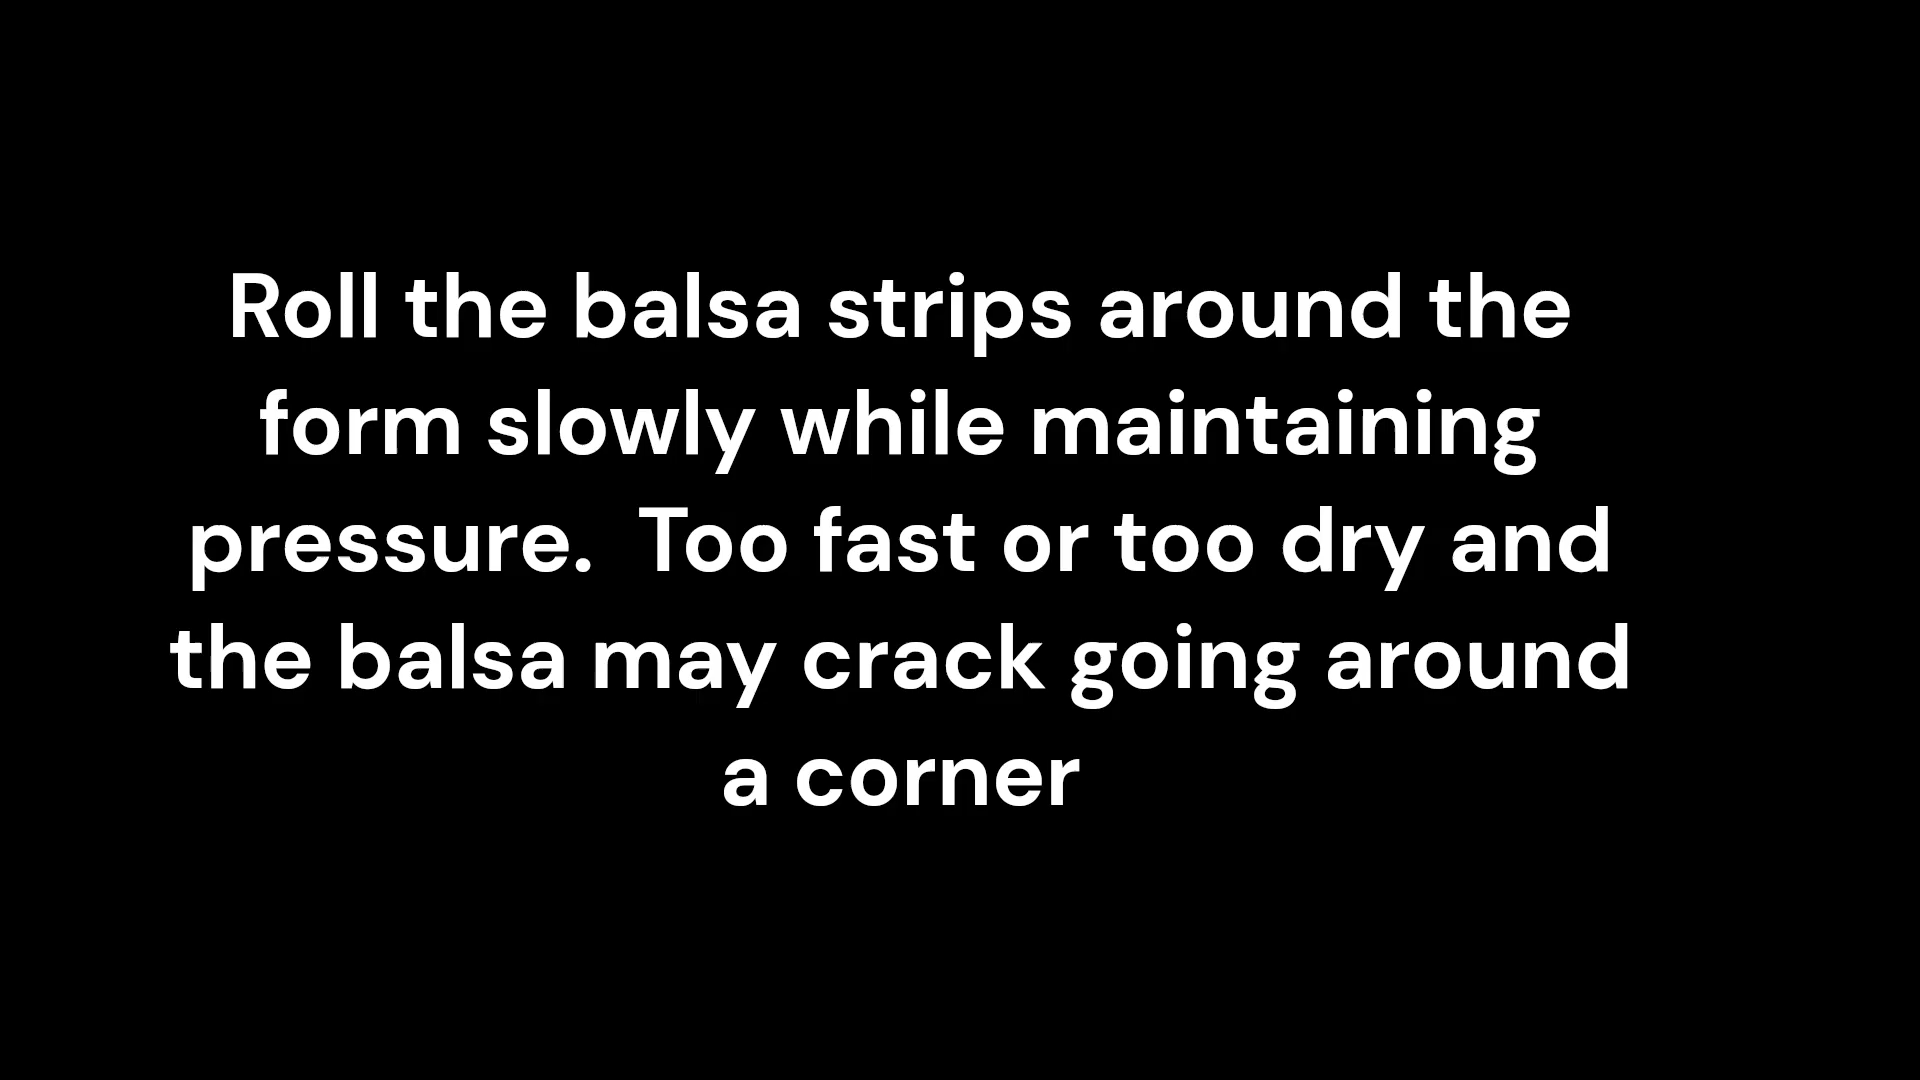 Roll the balsa strips around the
form slowly while maintaining
pressure.  Too fast or too dry and
the balsa may crack going around
a corner